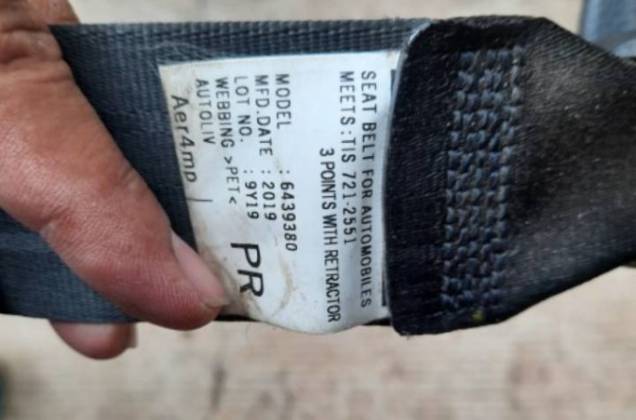 SEAT BELT FOR AUTOMOBILES
MEETS:TIS 721-2551
3 POINTS WITH RETRACTOR
MODEL : 6439380
MFD.DATE : 2019
LOT NO. : 9Y19
WEBBING >PET<
AUTOLIV
PR
Aer4mp